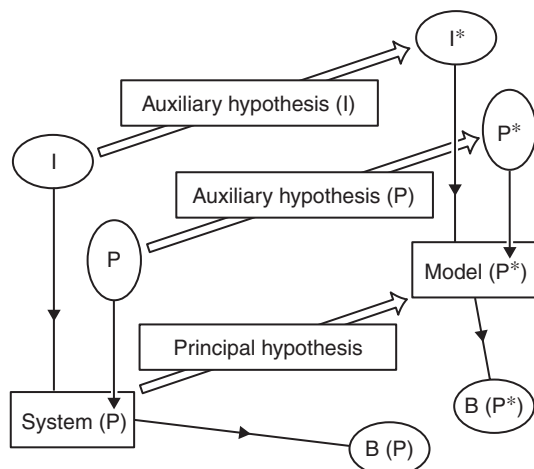 I*
Auxiliary hypothesis (I)
P*
I
Auxiliary hypothesis (P)
P
Model (P*)
Principal hypothesis
B (P*)
System (P)
B (P)